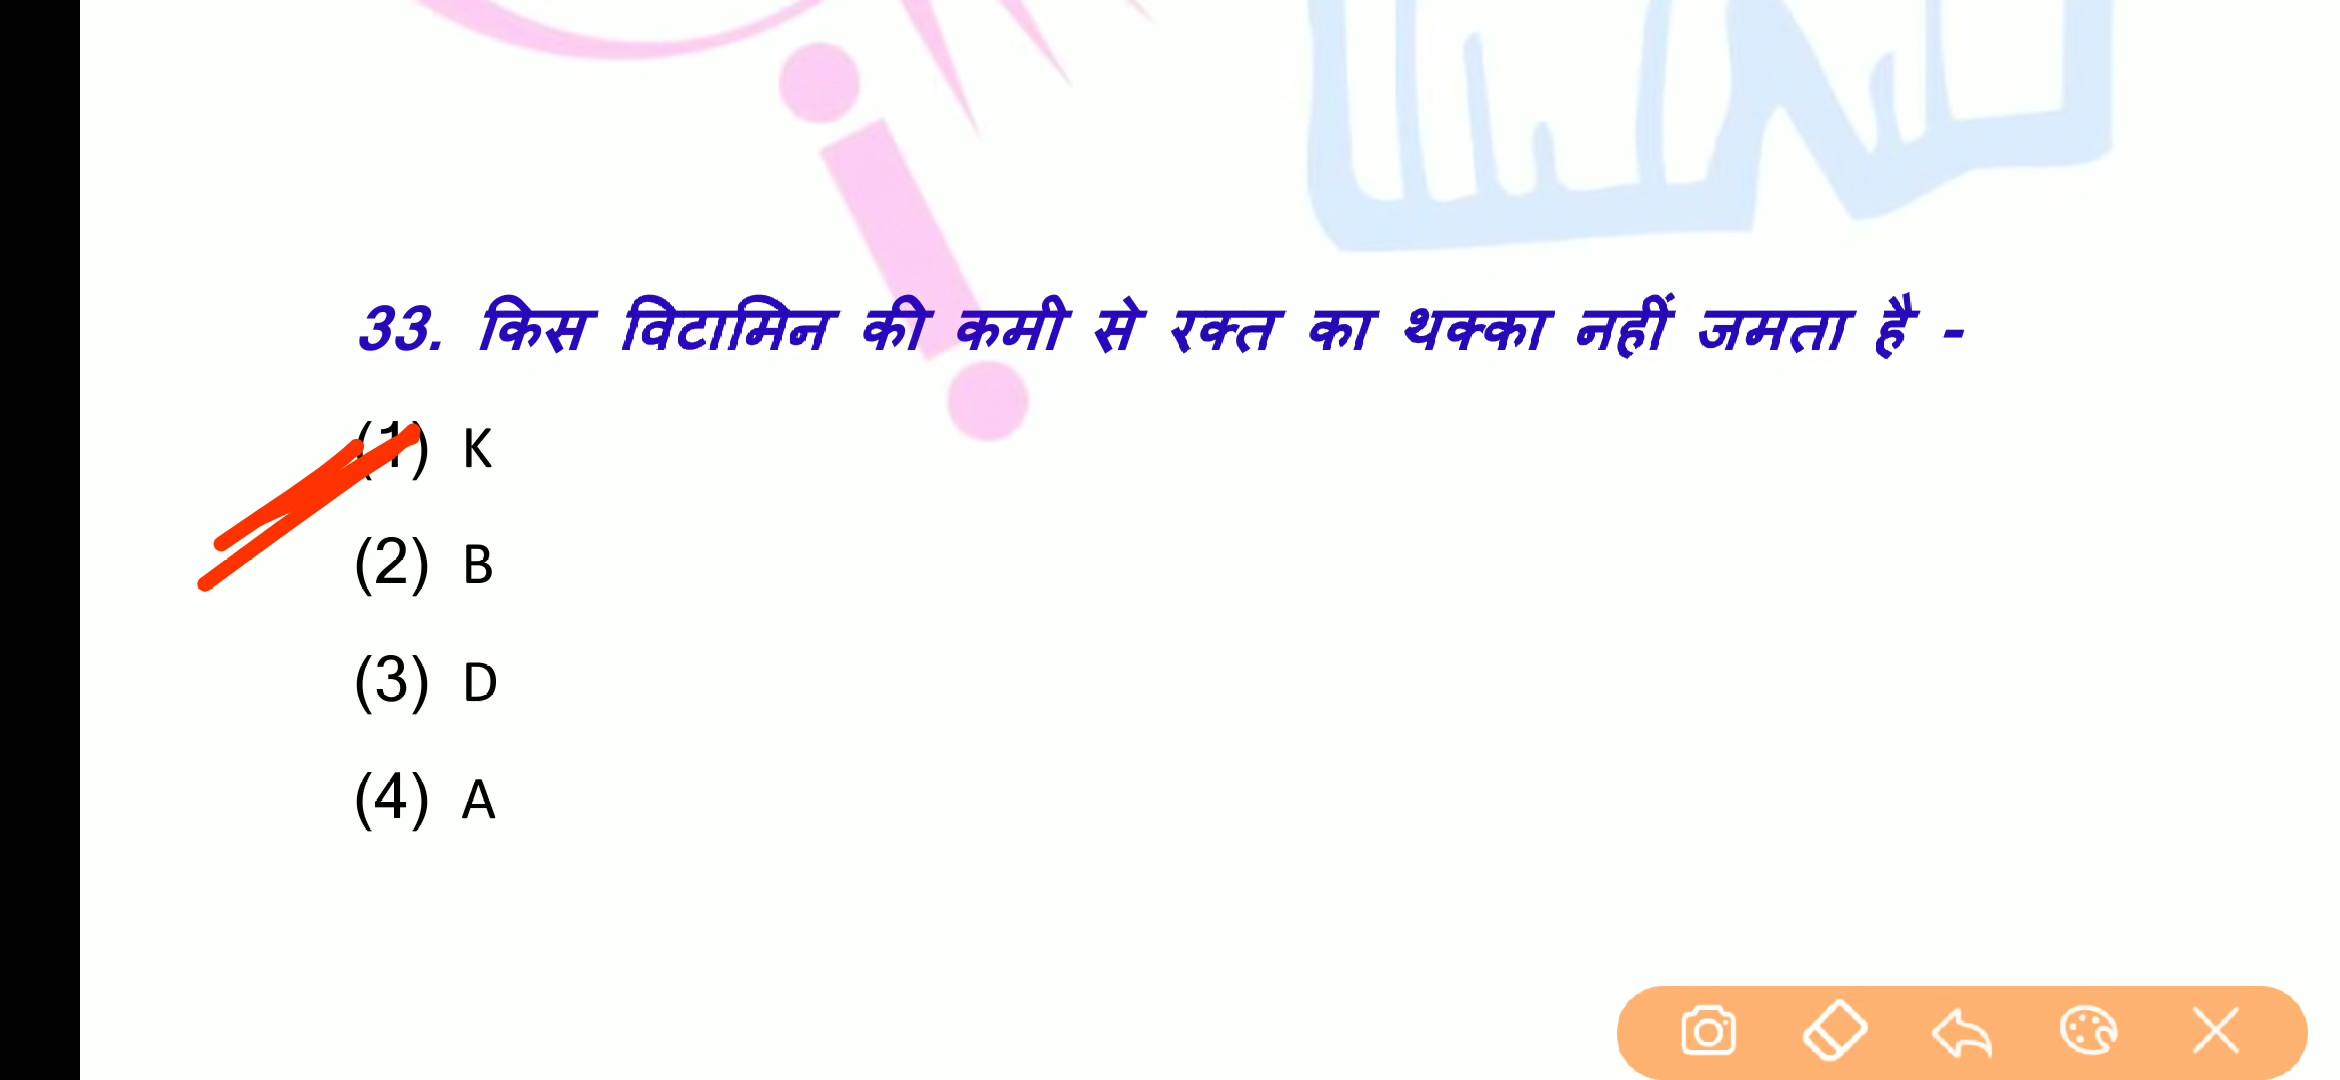 33. किस विटामिन की कमी से रक्त का थक्का नहीं जमता है -
(1) K
(2) B
(3) D
(4) A